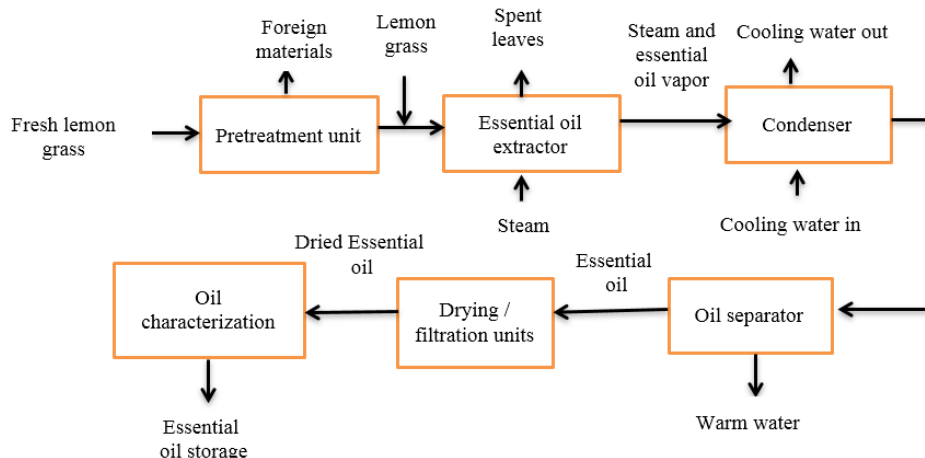 Foreign
materials
Lemon
grass
Spent
leaves
Steam and
essential
oil vapor
Cooling water out
Fresh lemon
grass
Pretreatment unit
Essential oil
extractor
Condenser
Steam
Cooling water in
Dried Essential
oil
Essential
oil
Oil
characterization
Drying /
filtration units
Oil separator
Essential
oil storage
Warm water